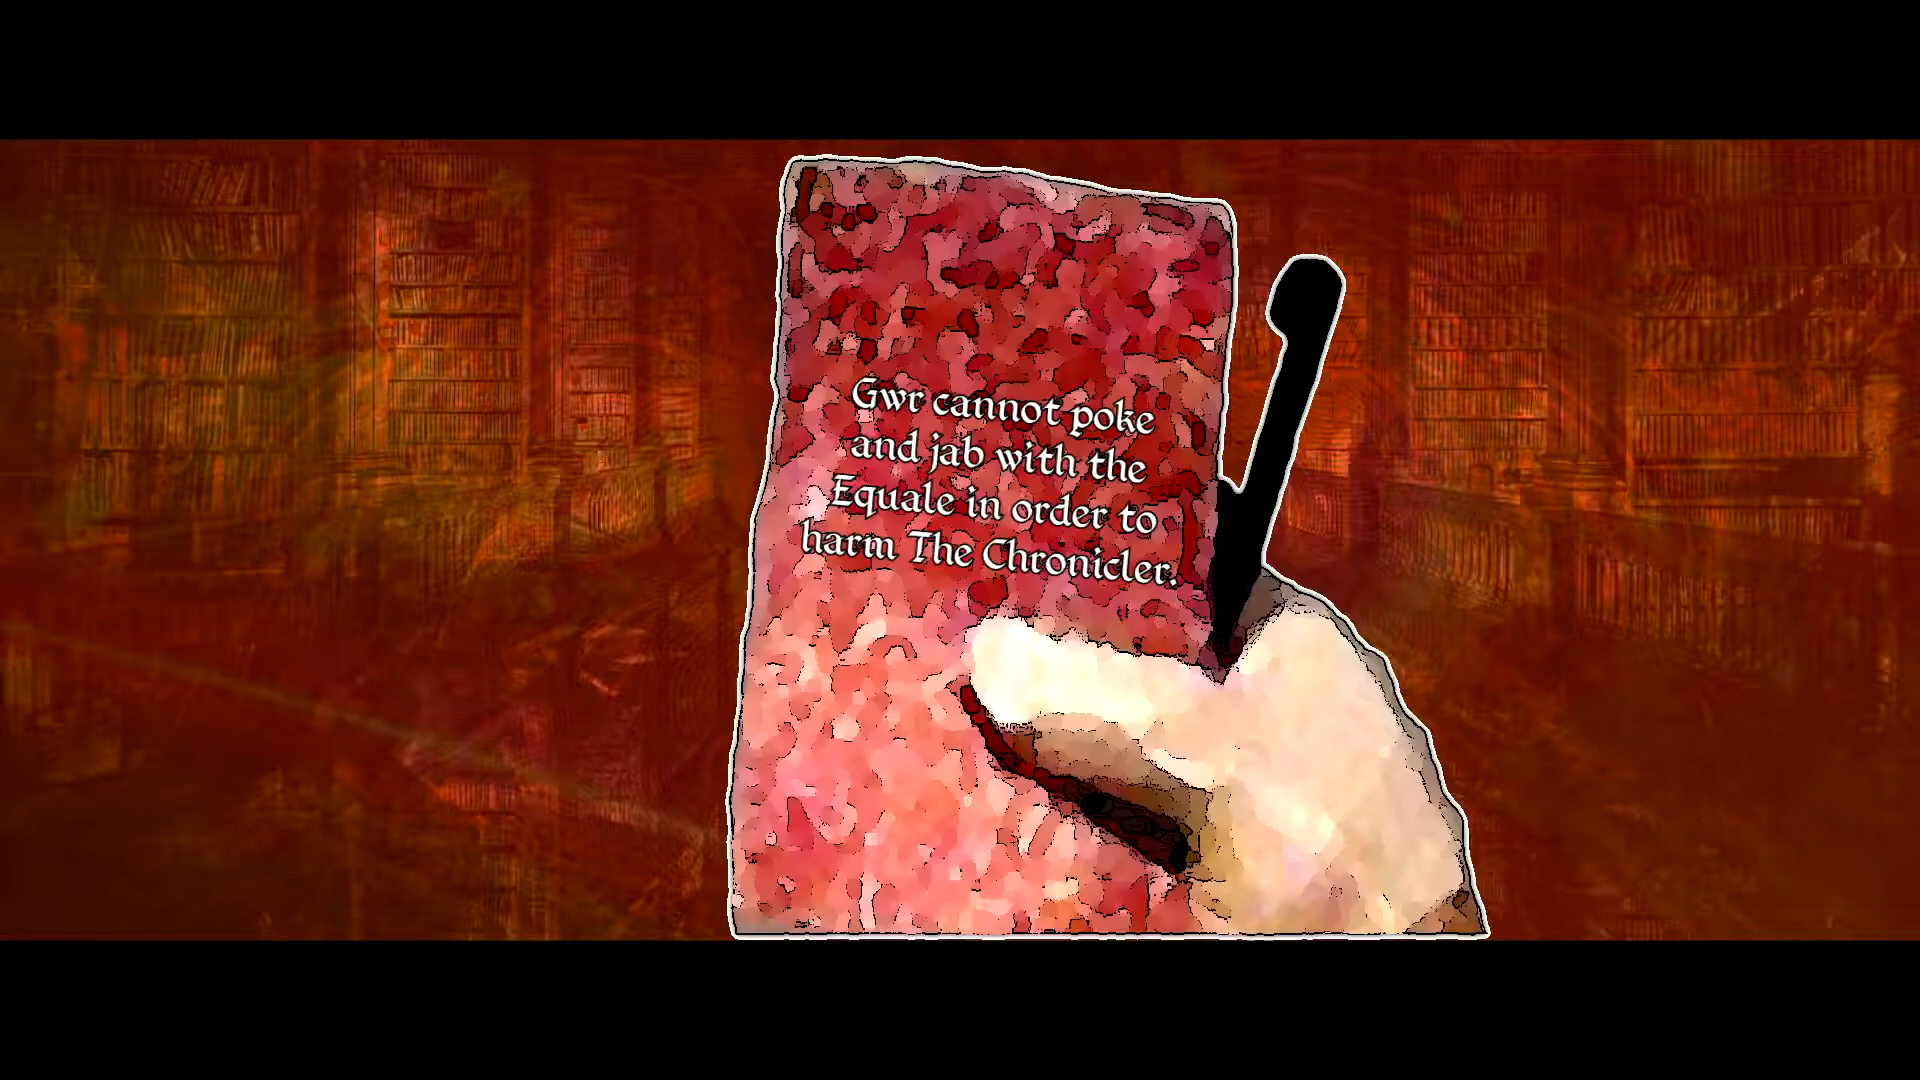 Gwr cannot poke
and jab with the
Equale in order to
harm The Chronicler.